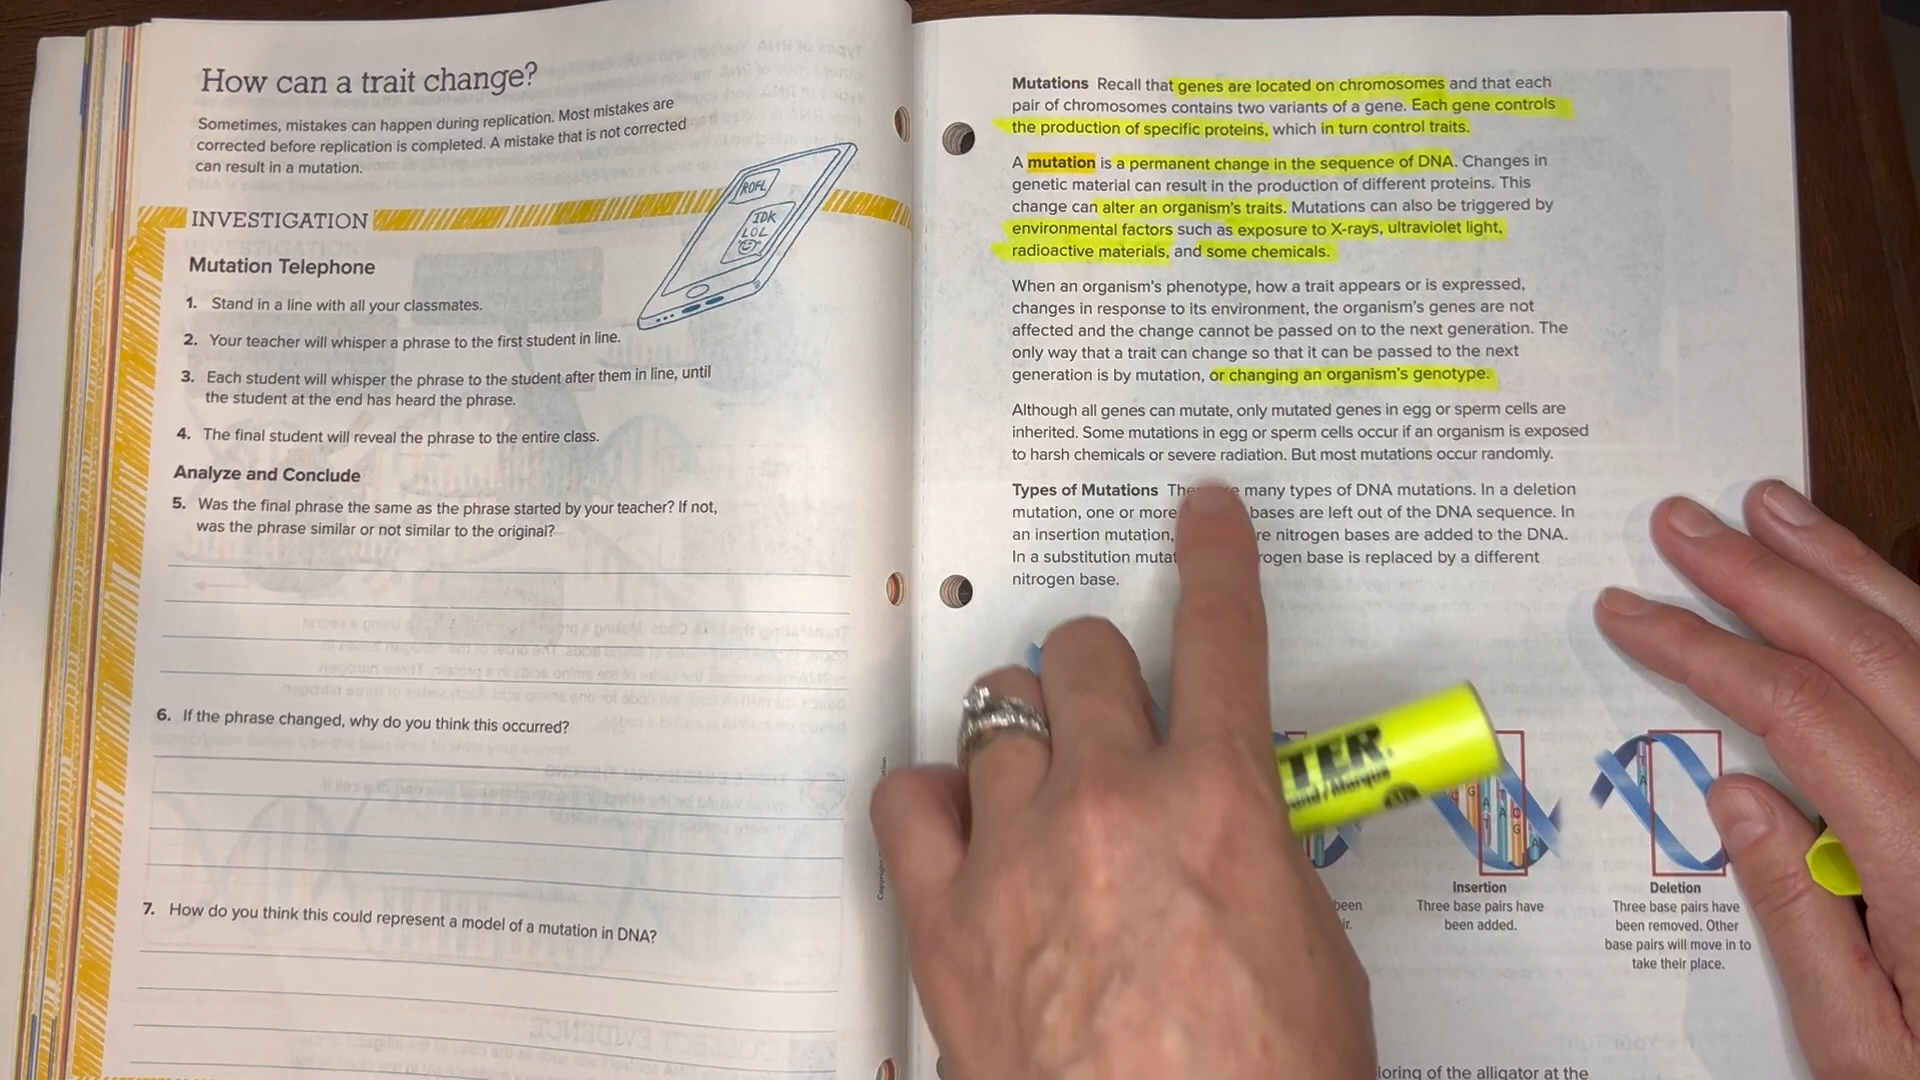 How can a trait change?
Sometimes, mistakes can happen during replication. Most mistakes are
corrected before replication is completed. A mistake that is not corrected
can result in a mutation.
INVESTIGATION
Mutation Telephone
1. Stand in a line with all your classmates.
2. Your teacher will whisper a phrase to the first student in line.
3. Each student will whisper the phrase to the student after them in line, until
the student at the end has heard the phrase.
4. The final student will reveal the phrase to the entire class.
Analyze and Conclude
5. Was the final phrase the same as the phrase started by your teacher? If not,
was the phrase similar or not similar to the original?
6. If the phrase changed, why do you think this occurred?
7. How do you think this could represent a model of a mutation in DNA?
ROFL
IDK
LOL
Mutations Recall that genes are located on chromosomes and that each
pair of chromosomes contains two variants of a gene. Each gene controls
the production of specific proteins, which in turn control traits.
A mutation is a permanent change in the sequence of DNA. Changes in
genetic material can result in the production of different proteins. This
change can alter an organism's traits. Mutations can also be triggered by
environmental factors such as exposure to X-rays, ultraviolet light,
radioactive materials, and some chemicals.
When an organism's phenotype, how a trait appears or is expressed,
changes in response to its environment, the organism's genes are not
affected and the change cannot be passed on to the next generation. The
only way that a trait can change so that it can be passed to the next
generation is by mutation, or changing an organism's genotype.
Although all genes can mutate, only mutated genes in egg or sperm cells are
inherited. Some mutations in egg or sperm cells occur if an organism is exposed
to harsh chemicals or severe radiation. But most mutations occur randomly.
Types of Mutations many types of DNA mutations. In a deletion
mutation, one or more bases are left out of the DNA sequence. In
an insertion mutation, nitrogen bases are added to the DNA.
In a substitution base is replaced by a different
nitrogen base.
TER.
Insertion
Three base pairs have
been added.
Deletion
Three base pairs have
been removed. Other
base pairs will move in to
take their place.
been
of the alligator at the